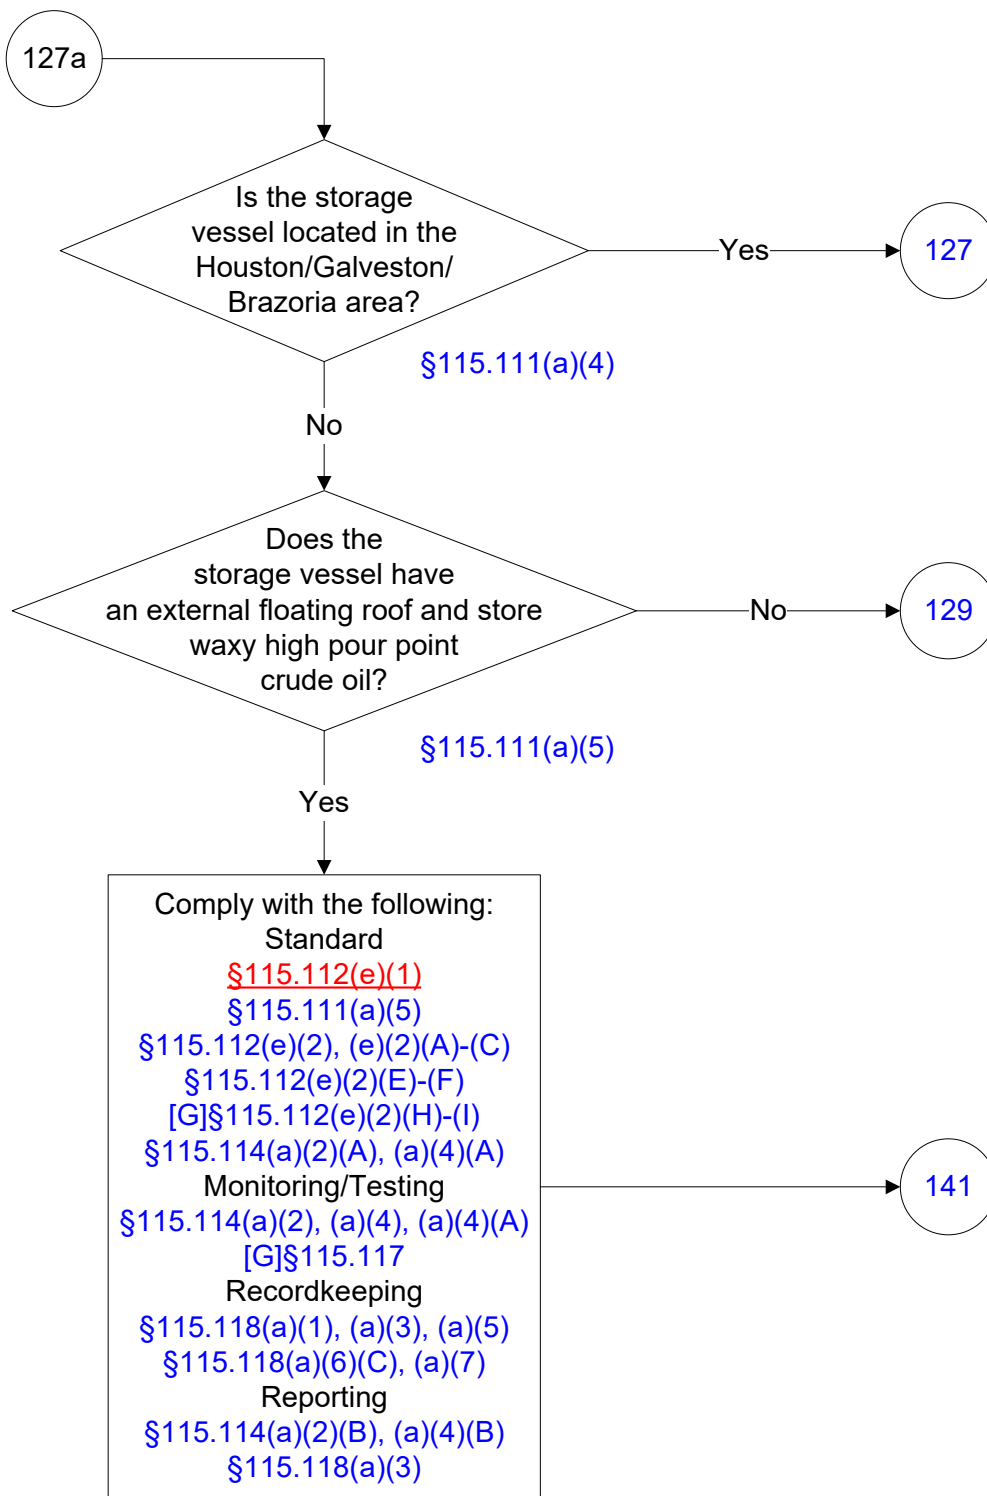 127a
Is the storage
vessel located in the
Houston/Galveston/
Brazoria area?
Yes
127
§115.111(a)(4)
No
Does the
storage vessel have
an external floating roof and store
waxy high pour point
crude oil?
No
129
§115.111(a)(5)
Yes
Comply with the following:
Standard
§115.112(e)(1)
§115.111(a)(5)
§115.112(e)(2), (e)(2)(A)-(C)
§115.112(e)(2)(E)-(F)
[G]§115.112(e)(2)(H)-(I)
§115.114(a)(2)(A), (a)(4)(A)
Monitoring/Testing
§115.114(a)(2), (a)(4), (a)(4)(A)
[G]§115.117
Recordkeeping
§115.118(a)(1), (a)(3), (a)(5)
§115.118(a)(6)(C), (a)(7)
Reporting
§115.114(a)(2)(B), (a)(4)(B)
§115.118(a)(3)
141